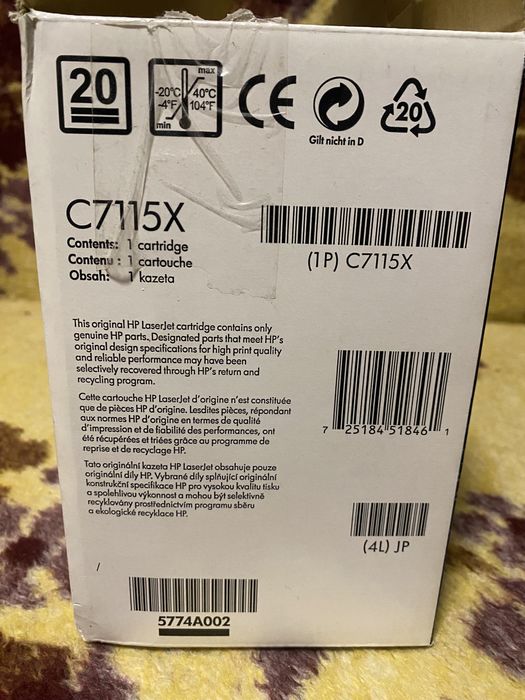 20
max
-20°C 40°C
-4°F 104°F
min
CE
Gilt nicht in D
20
C7115X
Contents: 1 cartridge
Contenu : 1 cartouche
Obsah: 1 kazeta
(1P) C7115X
This original HP LaserJet cartridge contains only
genuine HP parts. Designated parts that meet HP's
original design specifications for high print quality
and reliable performance may have been
selectively recovered through HP's return and
recycling program.
Cette cartouche HP LaserJet d'origine n'est constituée
que de pièces HP d'origine. Lesdites pièces, répondant
aux normes HP d'origine en termes de qualité
d'impression et de fiabilité des performances, ont
été récupérées et triées grâce au programme de
reprise et de recyclage HP.
Tato originální kazeta HP LaserJet obsahuje pouze
originální díly HP. Vybrané díly splňující originální
konstrukční specifikace HP pro vysokou kvalitu tisku
a spolehlivou výkonnost a mohou být selektivně
recyklovány prostřednictvím programu sběru
a ekologické recyklace HP.
7 25184 51846 1
(4L) JP
/
5774A002